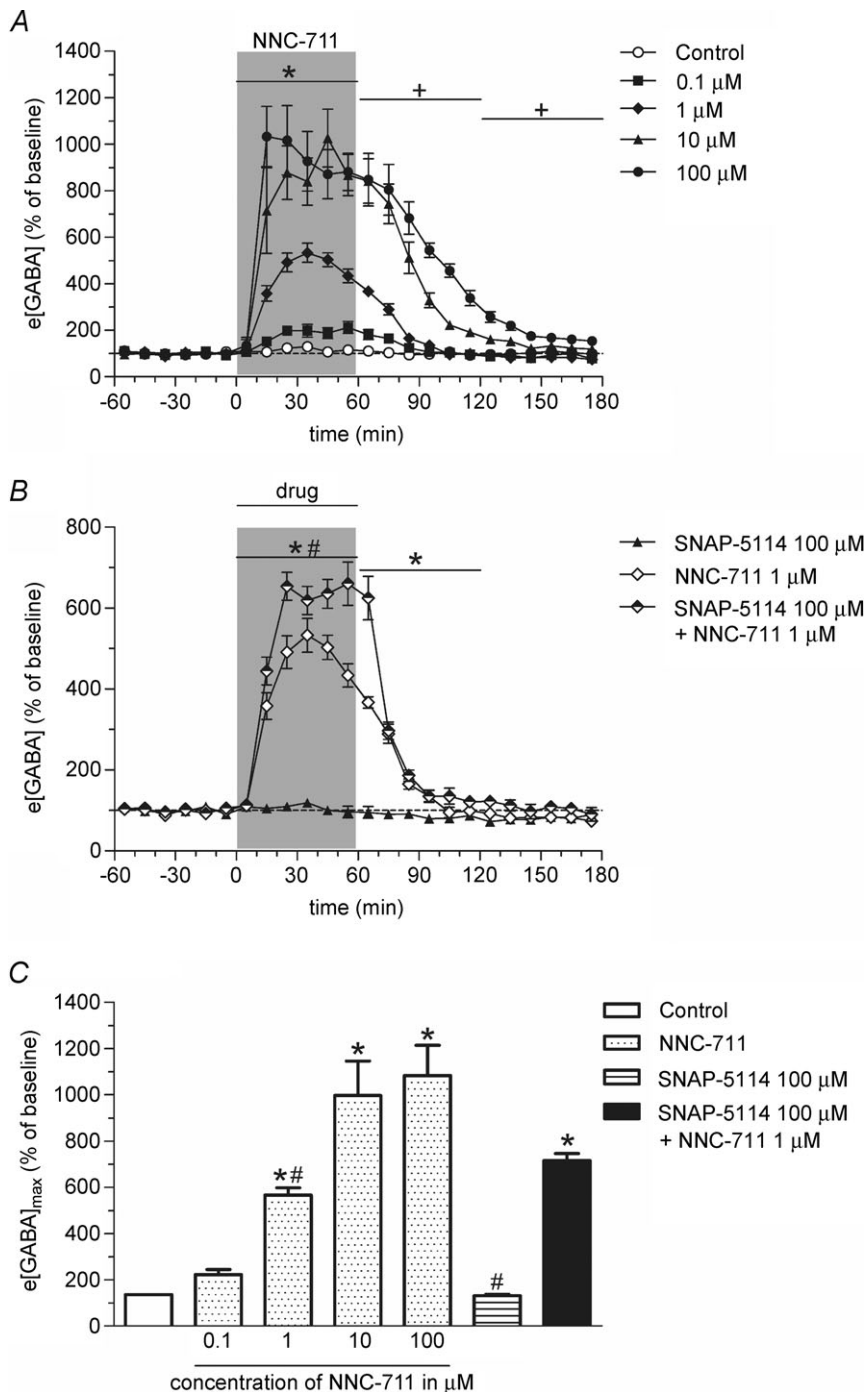 A
NNC-711
*
+
+
Control
0.1 μM
1 μM
10 μM
100 μM
1400
1200
1000
800
600
400
200
100
0
e[GABA] (% of baseline)
-60 -30 0 30 60 90 120 150 180
time (min)
B
drug
* #
*
SNAP-5114 100 μM
NNC-711 1 μM
SNAP-5114 100 μM
+ NNC-711 1 μM
800
600
400
200
100
0
e[GABA] (% of baseline)
-60 -30 0 30 60 90 120 150 180
time (min)
C
Control
NNC-711
SNAP-5114 100 μM
SNAP-5114 100 μM
+ NNC-711 1 μM
1400
1200
1000
800
600
400
200
100
0
e[GABA]max (% of baseline)
*#
*
*
#
*
0.1 1 10 100
concentration of NNC-711 in μM